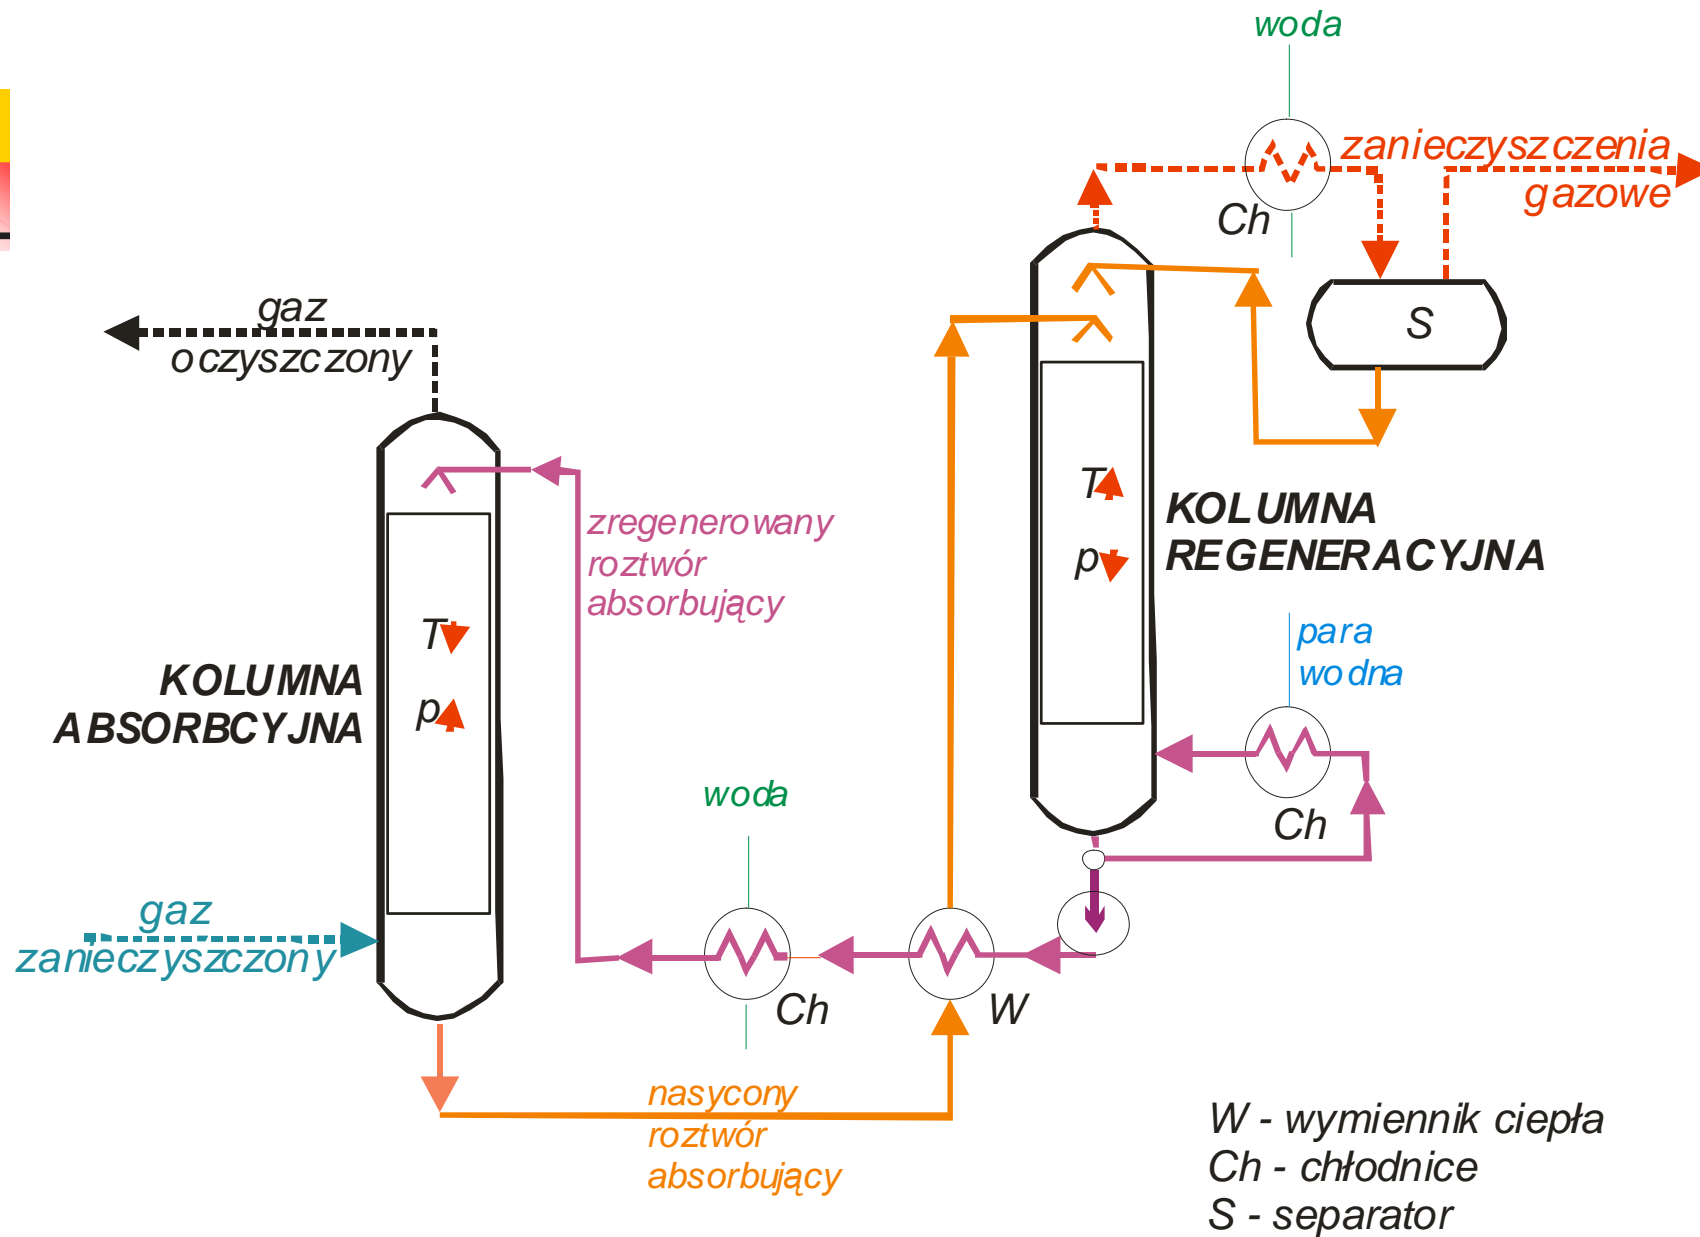 woda
zanieczyszczenia
gazowe
Ch
S
gaz
oczyszczony
T
p
KOLUMNA
REGENERACYJNA
zregenerowany
roztwór
absorbujący
T
p
KOLUMNA
ABSORBCYJNA
para
wodna
Ch
woda
gaz
zanieczyszczony
Ch
W
nasycony
roztwór
absorbujący
W - wymiennik ciepła
Ch - chłodnice
S - separator